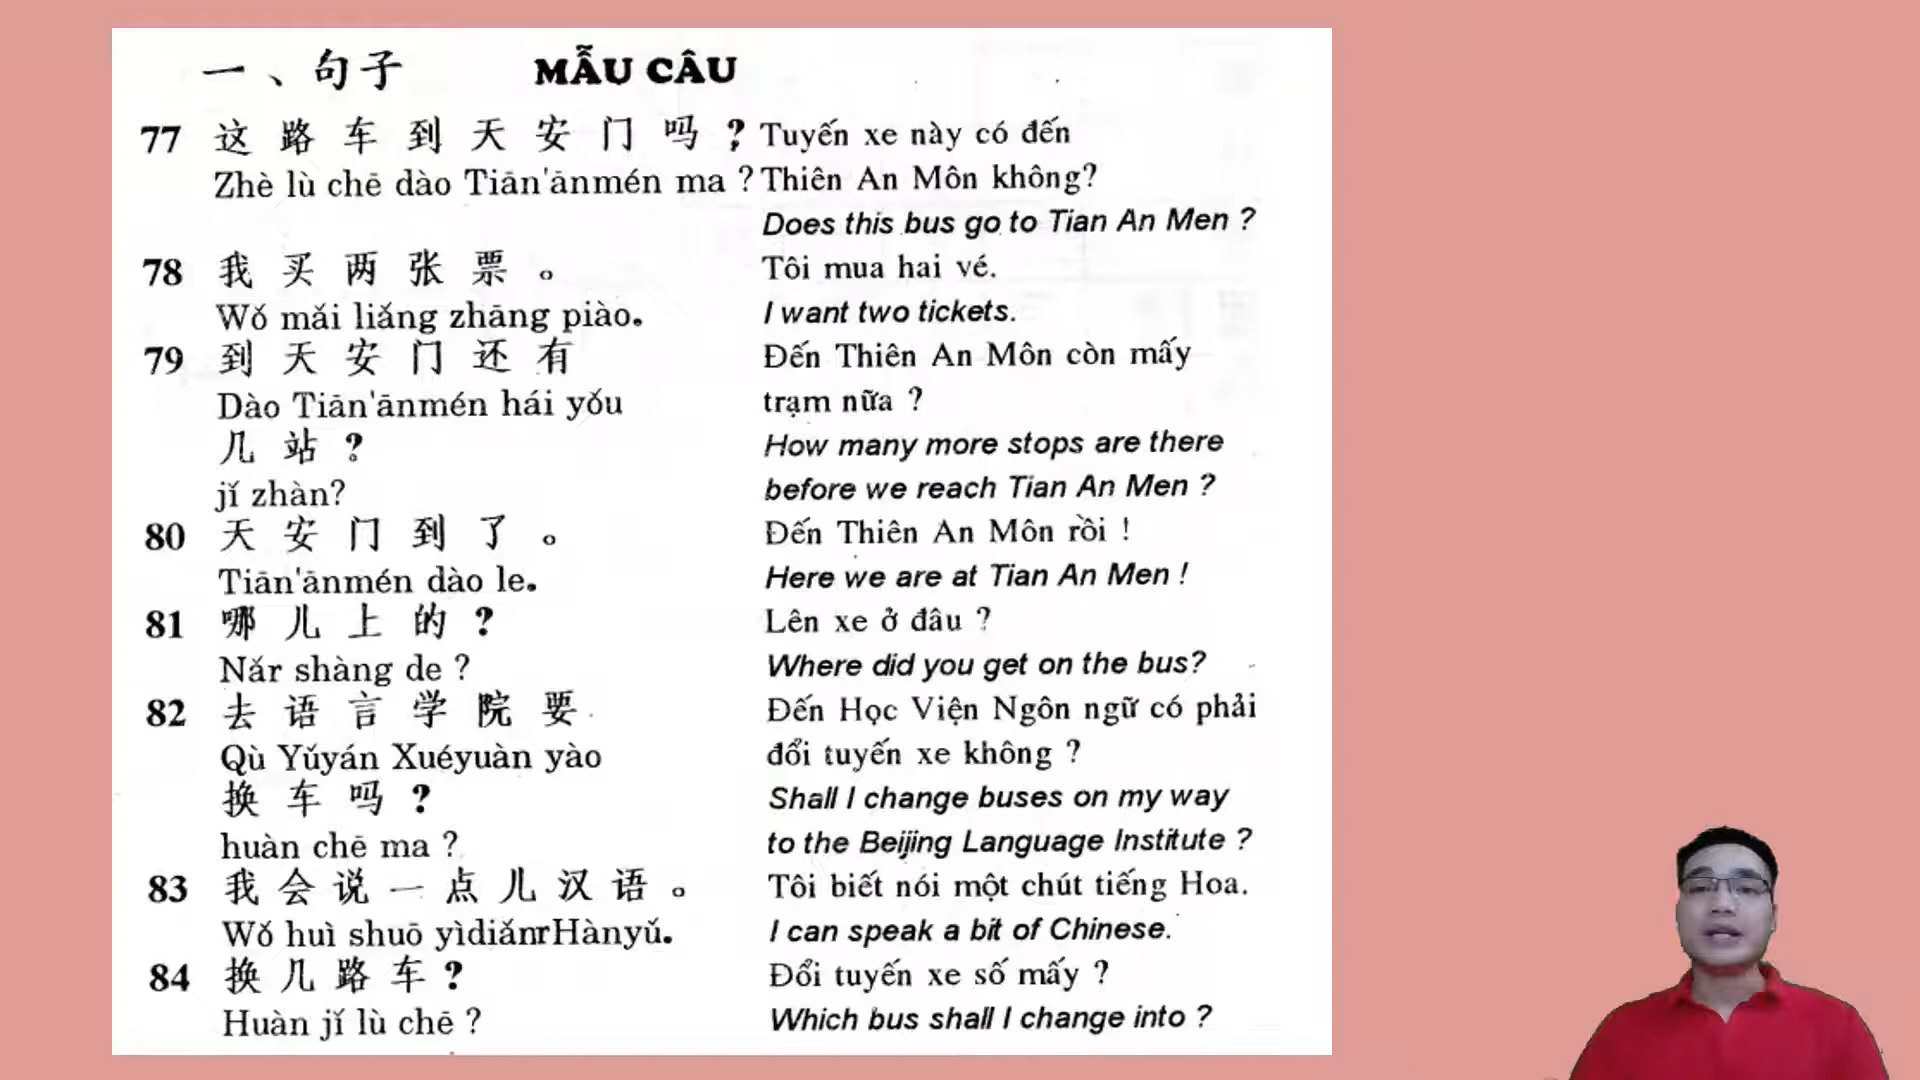 一、句子 MẪU CÂU
77 这路车到天安门吗? Tuyến xe này có đến
Zhè lù chē dào Tiān'ānmén ma ? Thiên An Môn không?
Does this bus go to Tian An Men ?
78 我买两张票。 Tôi mua hai vé.
Wǒ mǎi liǎng zhāng piào. I want two tickets.
79 到天安门还有 Đến Thiên An Môn còn mấy
Dào Tiān'ānmén hái yǒu trạm nữa ?
几站? How many more stops are there
jǐ zhàn? before we reach Tian An Men ?
80 天安门到了。 Đến Thiên An Môn rồi !
Tiān'ānmén dào le. Here we are at Tian An Men !
81 哪儿上的? Lên xe ở đâu ?
Nǎr shàng de ? Where did you get on the bus?
82 去语言学院要 Đến Học Viện Ngôn ngữ có phải
Qù Yǔyán Xuéyuàn yào đổi tuyến xe không ?
换车吗? Shall I change buses on my way
huàn chē ma ? to the Beijing Language Institute ?
83 我会说一点儿汉语。 Tôi biết nói một chút tiếng Hoa.
Wǒ huì shuō yìdiǎnrHànyǔ. I can speak a bit of Chinese.
84 换几路车? Đổi tuyến xe số mấy ?
Huàn jǐ lù chē ? Which bus shall I change into ?